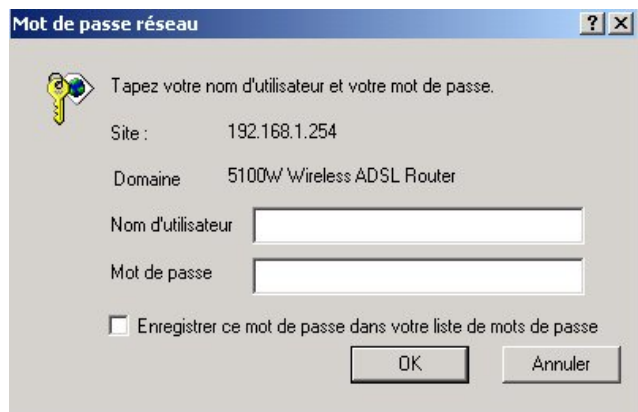 Mot de passe réseau
Tapez votre nom d'utilisateur et votre mot de passe.
Site : 192.168.1.254
Domaine 5100W Wireless ADSL Router
Nom d'utilisateur
Mot de passe
Enregistrer ce mot de passe dans votre liste de mots de passe
OK Annuler